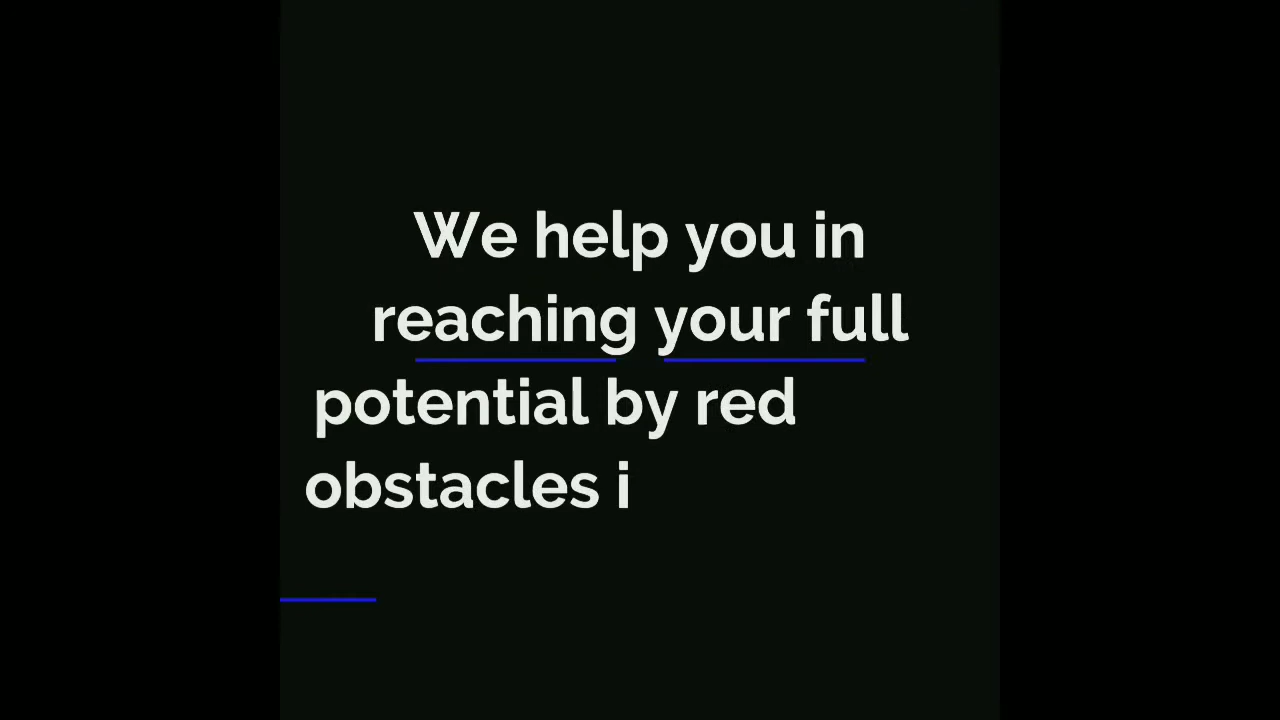 We help you in
reaching your full
potential by red
obstacles i